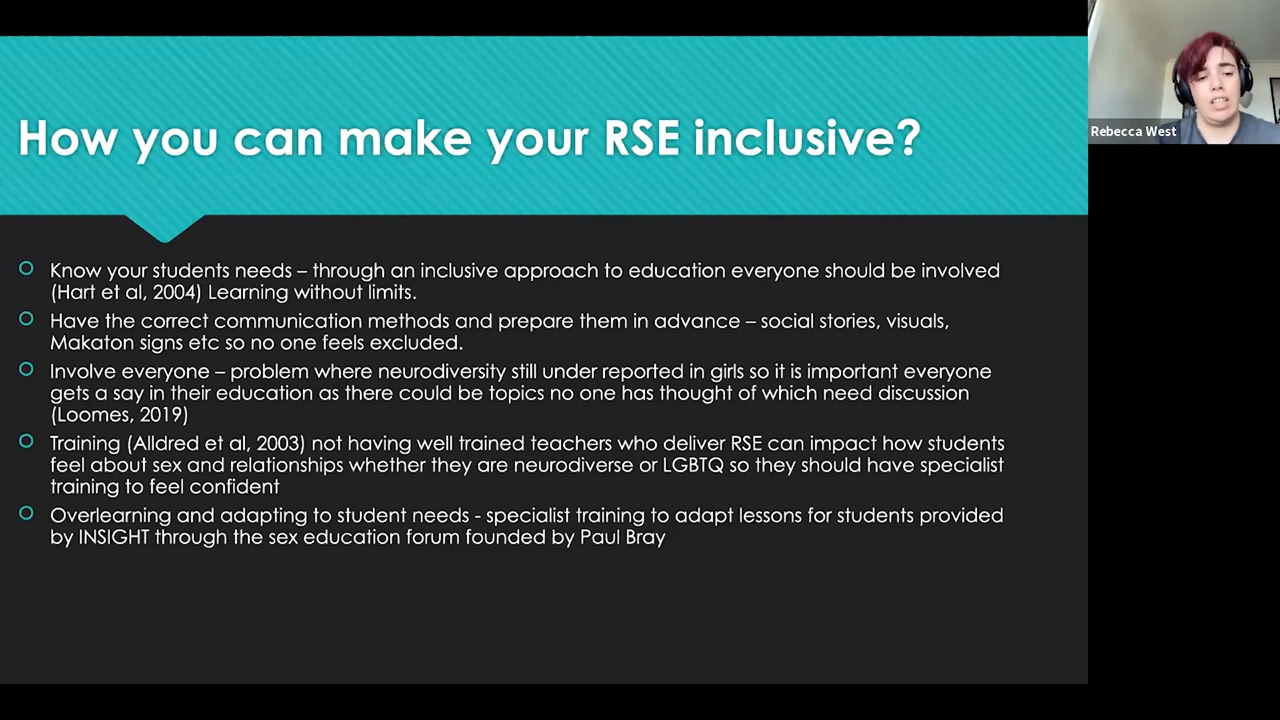 How you can make your RSE inclusive?
Rebecca West
Know your students needs – through an inclusive approach to education everyone should be involved
(Hart et al, 2004) Learning without limits.
Have the correct communication methods and prepare them in advance – social stories, visuals,
Makaton signs etc so no one feels excluded.
Involve everyone – problem where neurodiversity still under reported in girls so it is important everyone
gets a say in their education as there could be topics no one has thought of which need discussion
(Loomes, 2019)
Training (Alldred et al, 2003) not having well trained teachers who deliver RSE can impact how students
feel about sex and relationships whether they are neurodiverse or LGBTQ so they should have specialist
training to feel confident
Overlearning and adapting to student needs - specialist training to adapt lessons for students provided
by INSIGHT through the sex education forum founded by Paul Bray